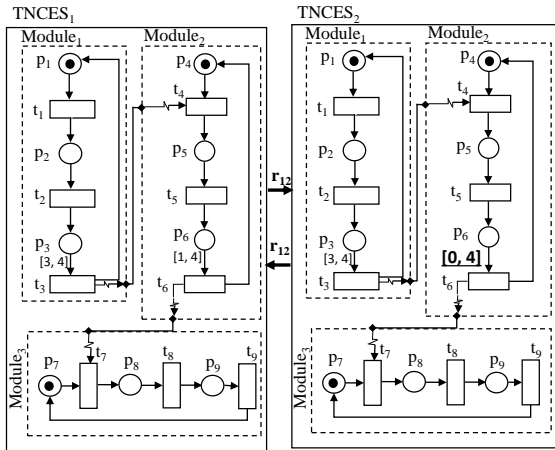 TNCES₁
Module₁
Module₂
p₁
p₄
t₄
t₁
p₂
p₅
t₂
t₅
p₃
[3, 4]
p₆
[1, 4]
t₃
t₆
Module₃
p₇
t₇
p₈
t₈
p₉
t₉
r₁₂
r₁₂
TNCES₂
Module₁
Module₂
p₁
p₄
t₄
t₁
p₂
p₅
t₂
t₅
p₃
[3, 4]
p₆
[0, 4]
t₃
t₆
Module₃
p₇
t₇
p₈
t₈
p₉
t₉